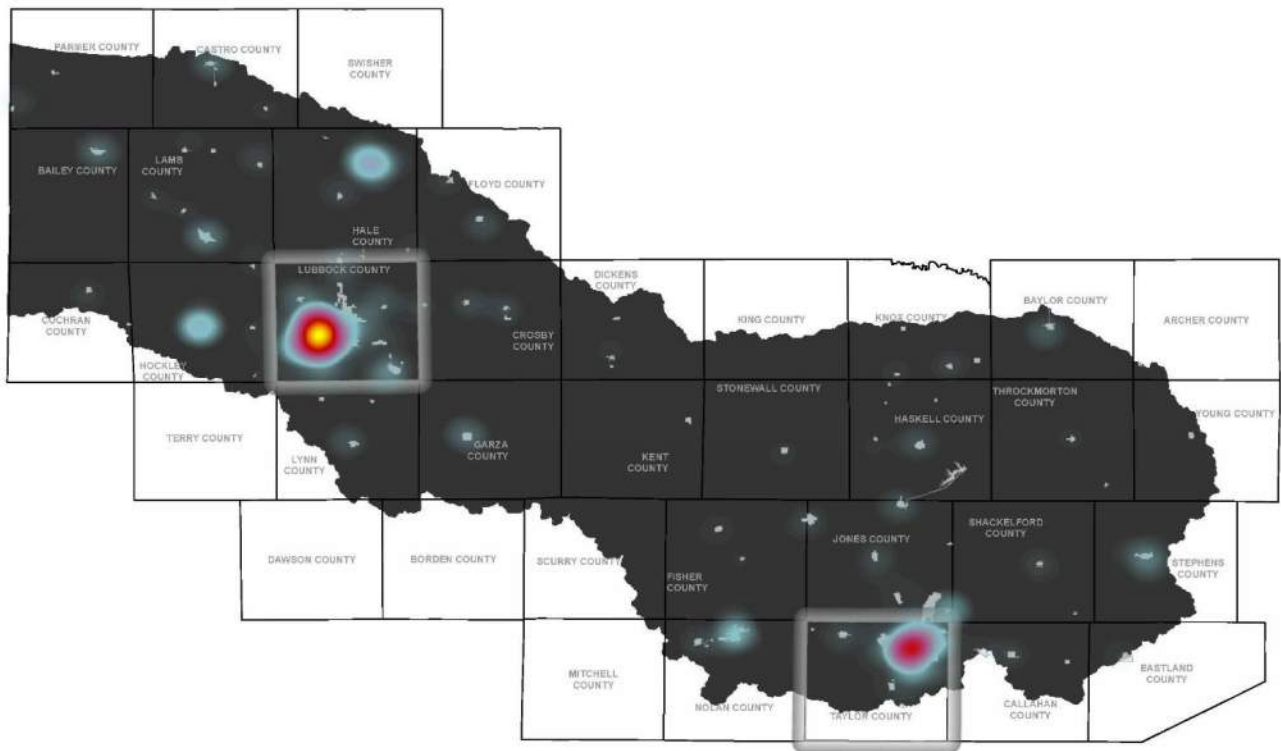 PARMER COUNTY
CASTRO COUNTY
SWISHER
COUNTY
BAILEY COUNTY
LAMB
COUNTY
FLOYD COUNTY
HALE
COUNTY
LUBBOCK COUNTY
DICKENS
COUNTY
COCHRAN
COUNTY
HOCKLEY
COUNTY
CROSBY
COUNTY
KING COUNTY
KNOX COUNTY
BAYLOR COUNTY
ARCHER COUNTY
TERRY COUNTY
LYNN
COUNTY
GARZA
COUNTY
KENT
COUNTY
STONEWALL COUNTY
HASKELL COUNTY
THROCKMORTON
COUNTY
YOUNG COUNTY
DAWSON COUNTY
BORDEN COUNTY
SCURRY COUNTY
FISHER
COUNTY
JONES COUNTY
SHACKELFORD
COUNTY
STEPHENS
COUNTY
MITCHELL
COUNTY
NOLAN COUNTY
TAYLOR COUNTY
CALLAHAN
COUNTY
EASTLAND
COUNTY